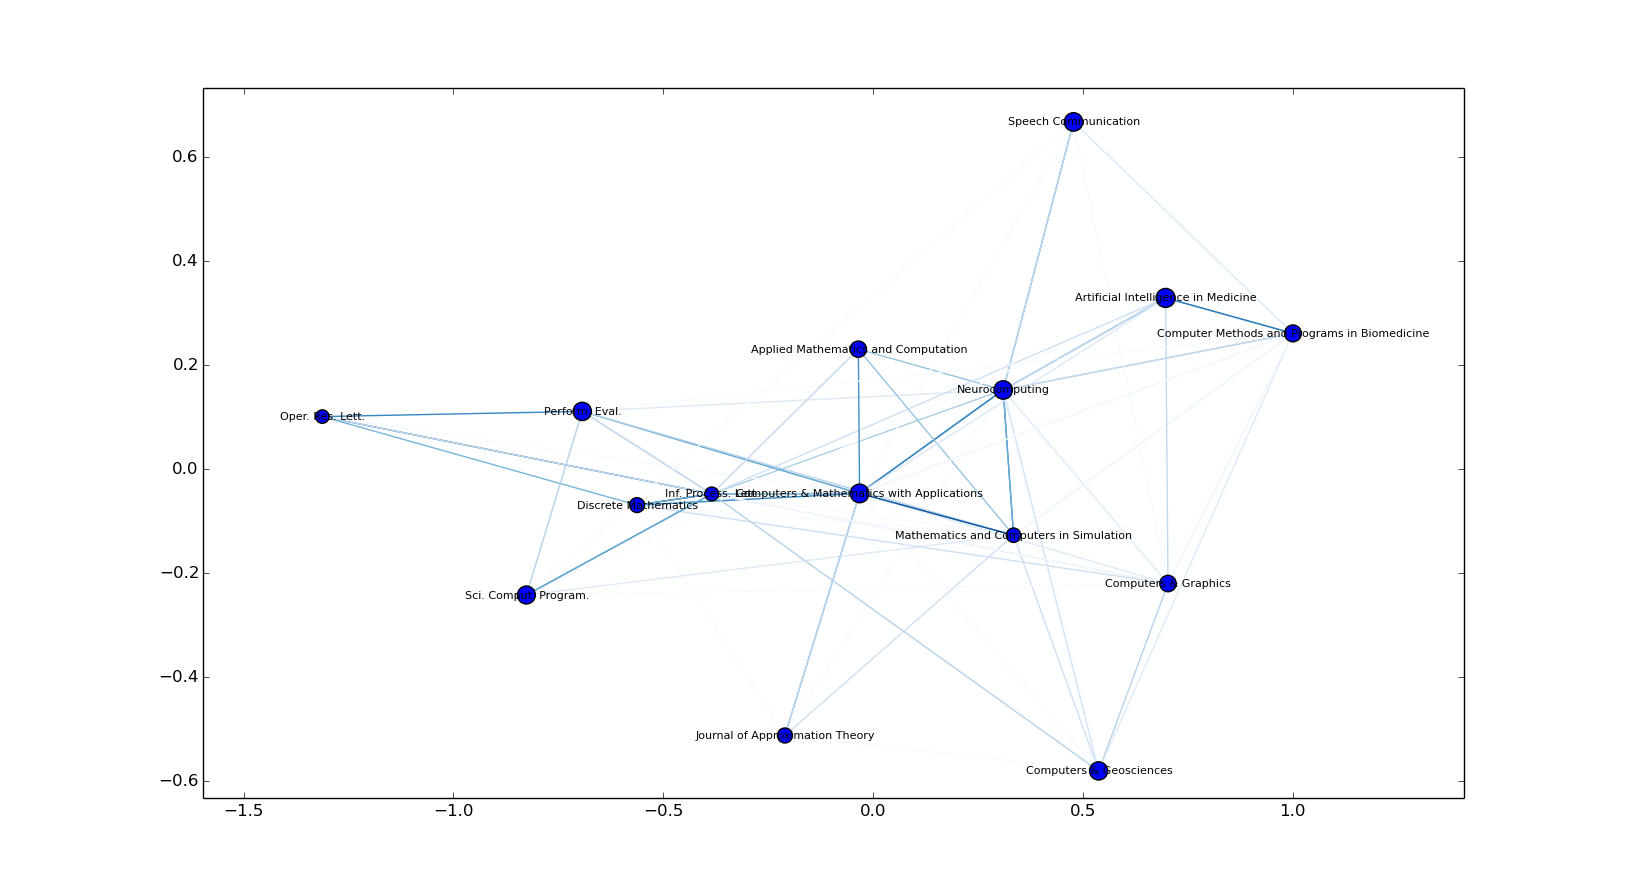 Speech Communication
0.6
0.4
Artificial Intelligence in Medicine
Computer Methods and Programs in Biomedicine
Applied Mathematics and Computation
0.2
Neurocomputing
Perform. Eval.
Oper. Res. Lett.
0.0
Inf. Process. Lett.
Computers & Mathematics with Applications
Discrete Mathematics
Mathematics and Computers in Simulation
−0.2
Computers & Graphics
Sci. Comput. Program.
−0.4
Journal of Approximation Theory
Computers & Geosciences
−0.6
−1.5 −1.0 −0.5 0.0 0.5 1.0